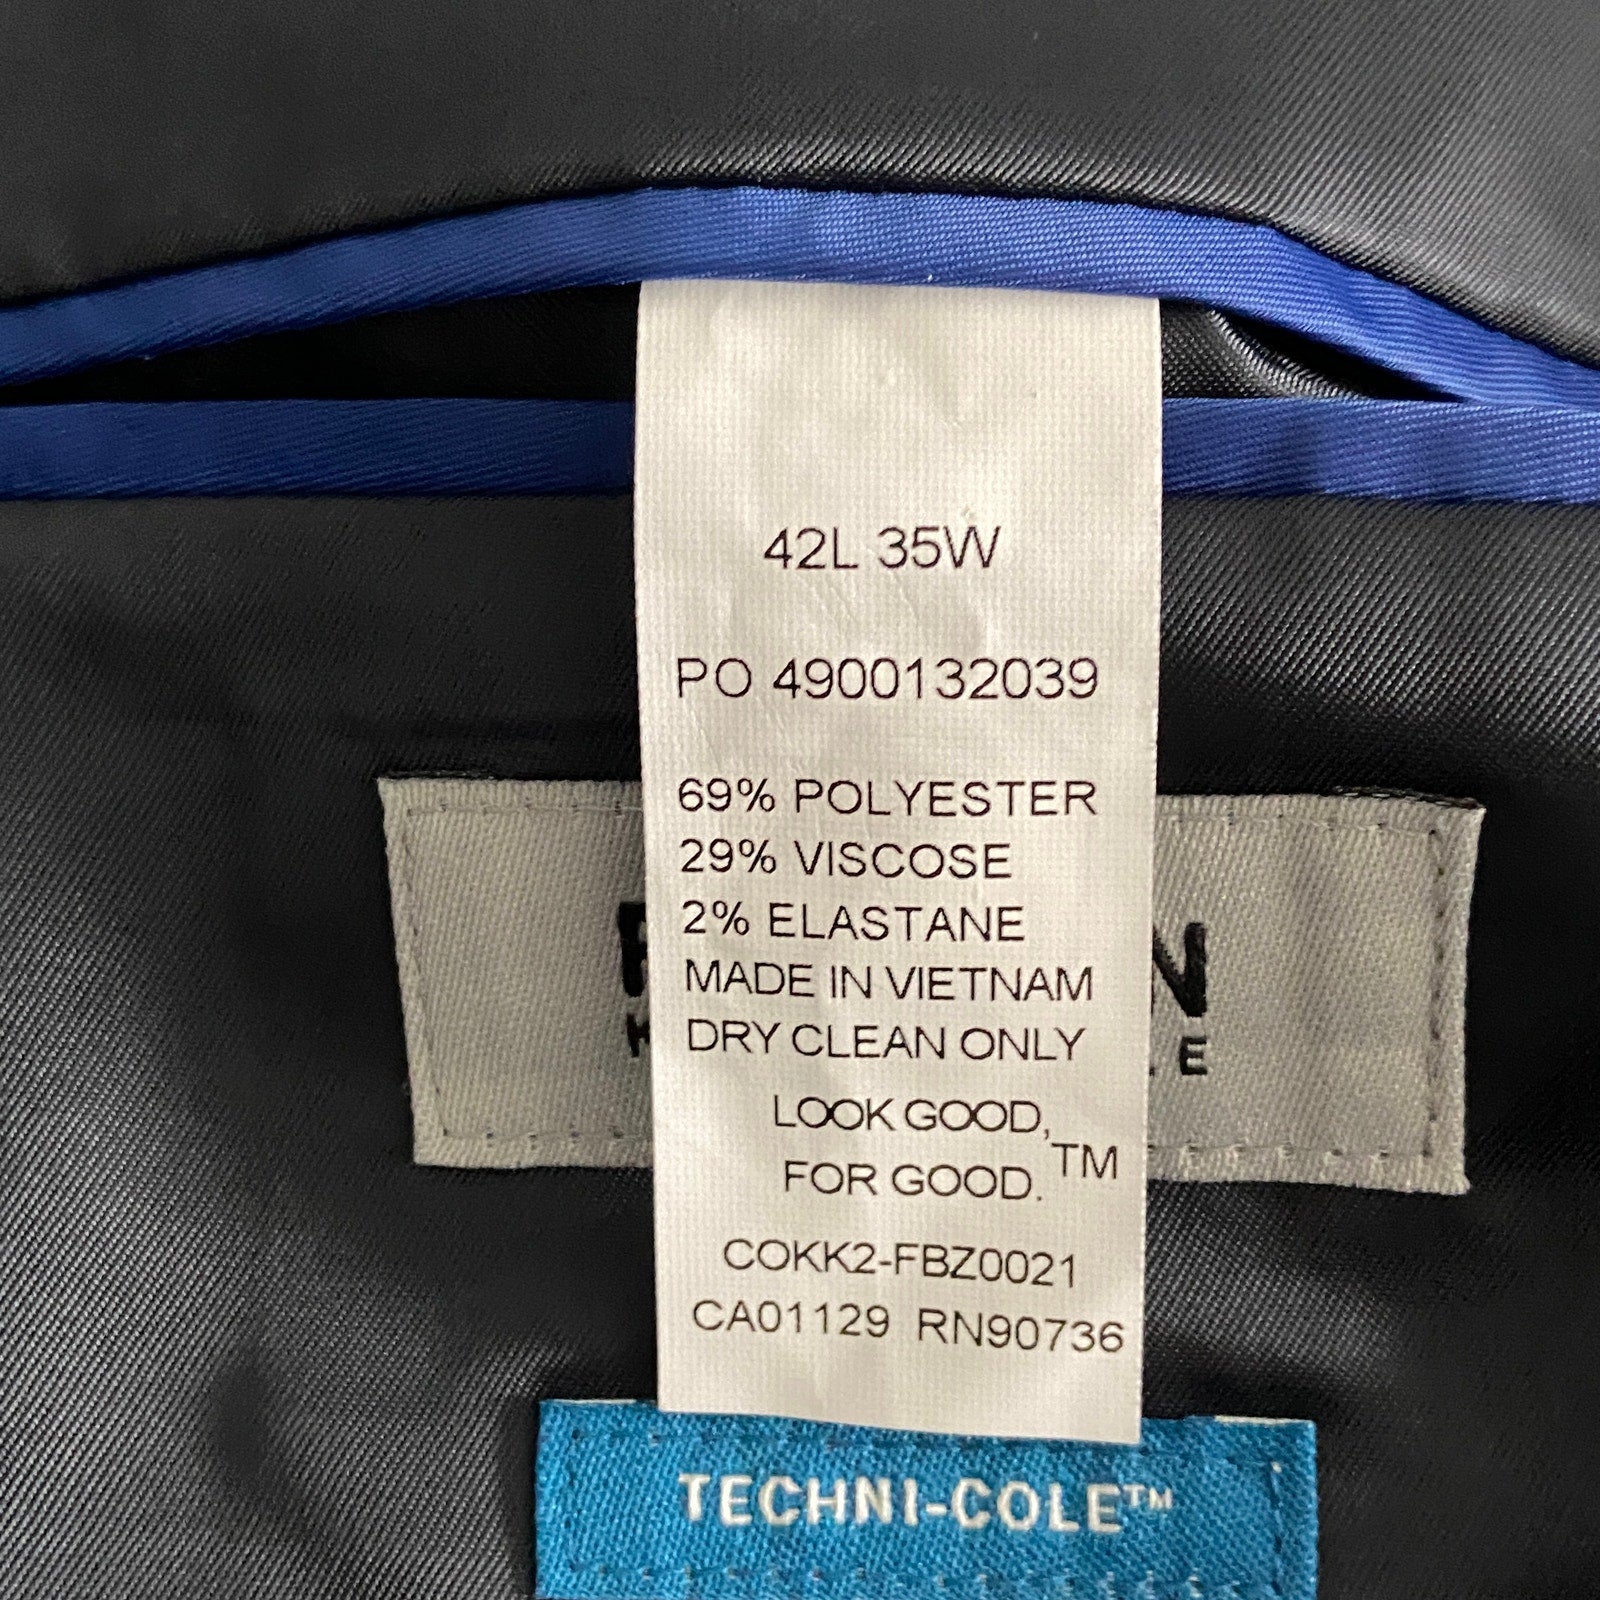 42L 35W
PO 4900132039
69% POLYESTER
29% VISCOSE
2% ELASTANE
MADE IN VIETNAM
DRY CLEAN ONLY
LOOK GOOD,
FOR GOOD.™
COKK2-FBZ0021
CA01129 RN90736
TECHNI-COLE™